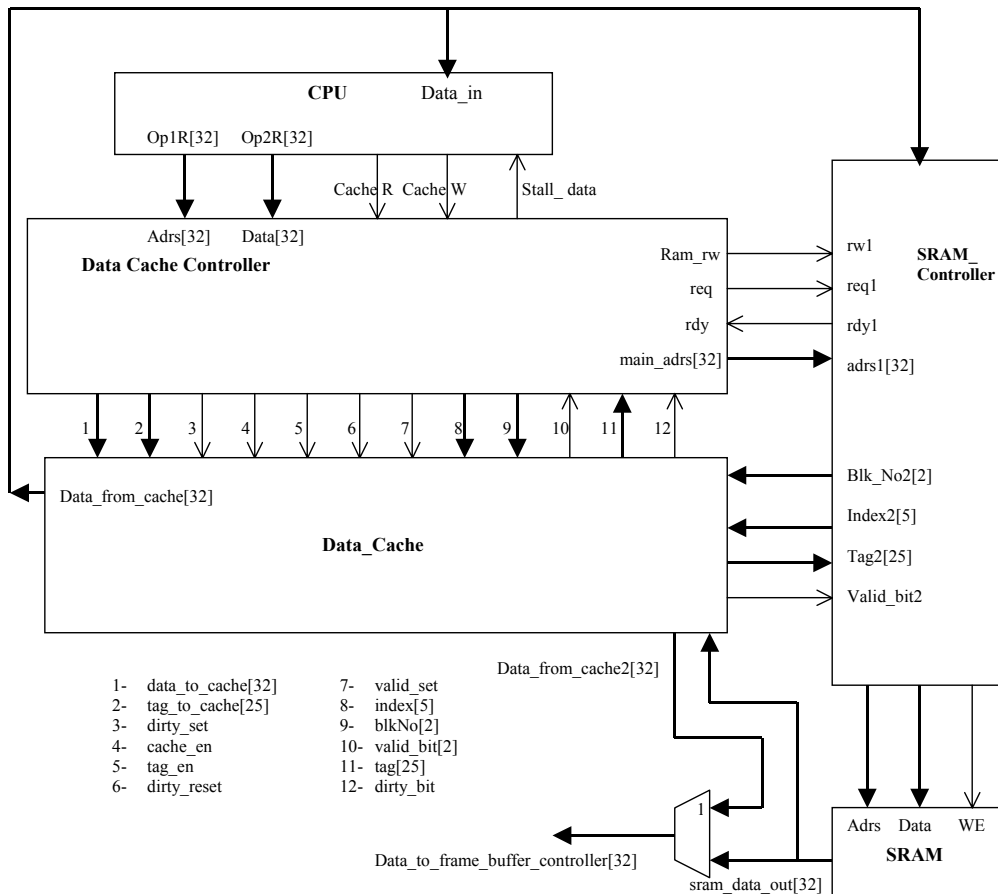 CPU
Data_in
Op1R[32]
Op2R[32]
Cache R
Cache W
Stall_ data
Adrs[32]
Data[32]
Data Cache Controller
Ram_rw
req
rdy
main_adrs[32]
rw1
SRAM_
Controller
req1
rdy1
adrs1[32]
1
2
3
4
5
6
7
8
9
10
11
12
Data_from_cache[32]
Data_Cache
Blk_No2[2]
Index2[5]
Tag2[25]
Valid_bit2
Data_from_cache2[32]
1- data_to_cache[32]
2- tag_to_cache[25]
3- dirty_set
4- cache_en
5- tag_en
6- dirty_reset
7- valid_set
8- index[5]
9- blkNo[2]
10- valid_bit[2]
11- tag[25]
12- dirty_bit
1
Data_to_frame_buffer_controller[32]
sram_data_out[32]
Adrs
Data
WE
SRAM